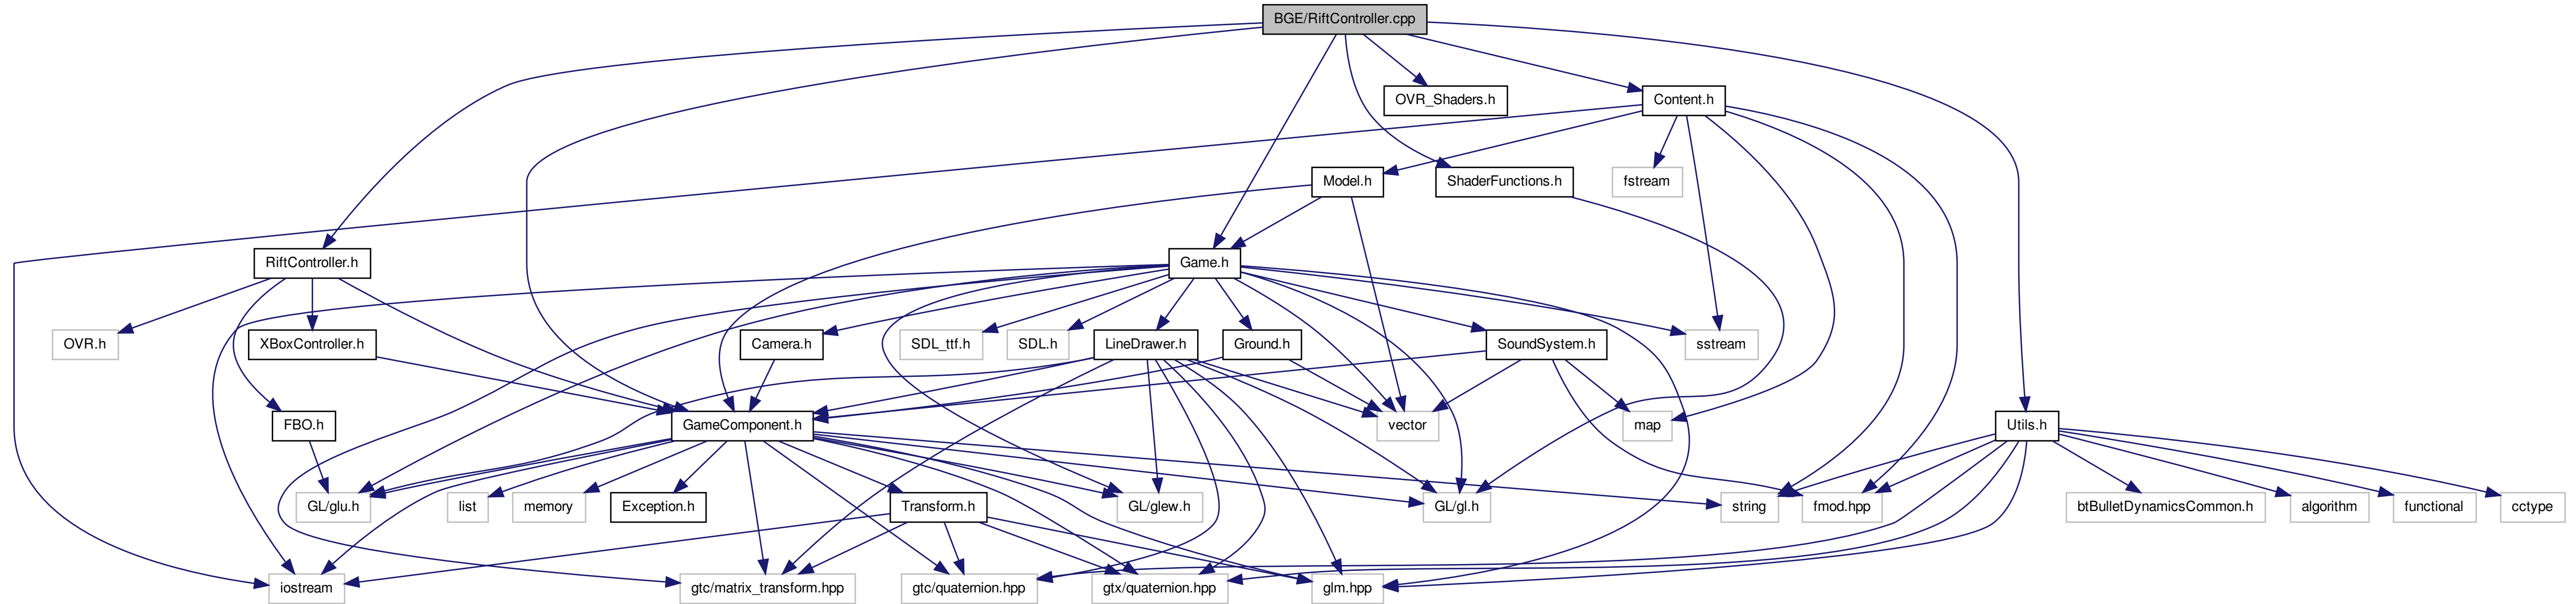 BGE/RiftController.cpp
OVR_Shaders.h
Content.h
Model.h
ShaderFunctions.h
fstream
RiftController.h
Game.h
OVR.h
XBoxController.h
Camera.h
SDL_ttf.h
SDL.h
LineDrawer.h
Ground.h
SoundSystem.h
sstream
FBO.h
GameComponent.h
vector
map
Utils.h
GL/glu.h
list
memory
Exception.h
Transform.h
GL/glew.h
GL/gl.h
string
fmod.hpp
btBulletDynamicsCommon.h
algorithm
functional
cctype
iostream
gtc/matrix_transform.hpp
gtc/quaternion.hpp
gtx/quaternion.hpp
glm.hpp